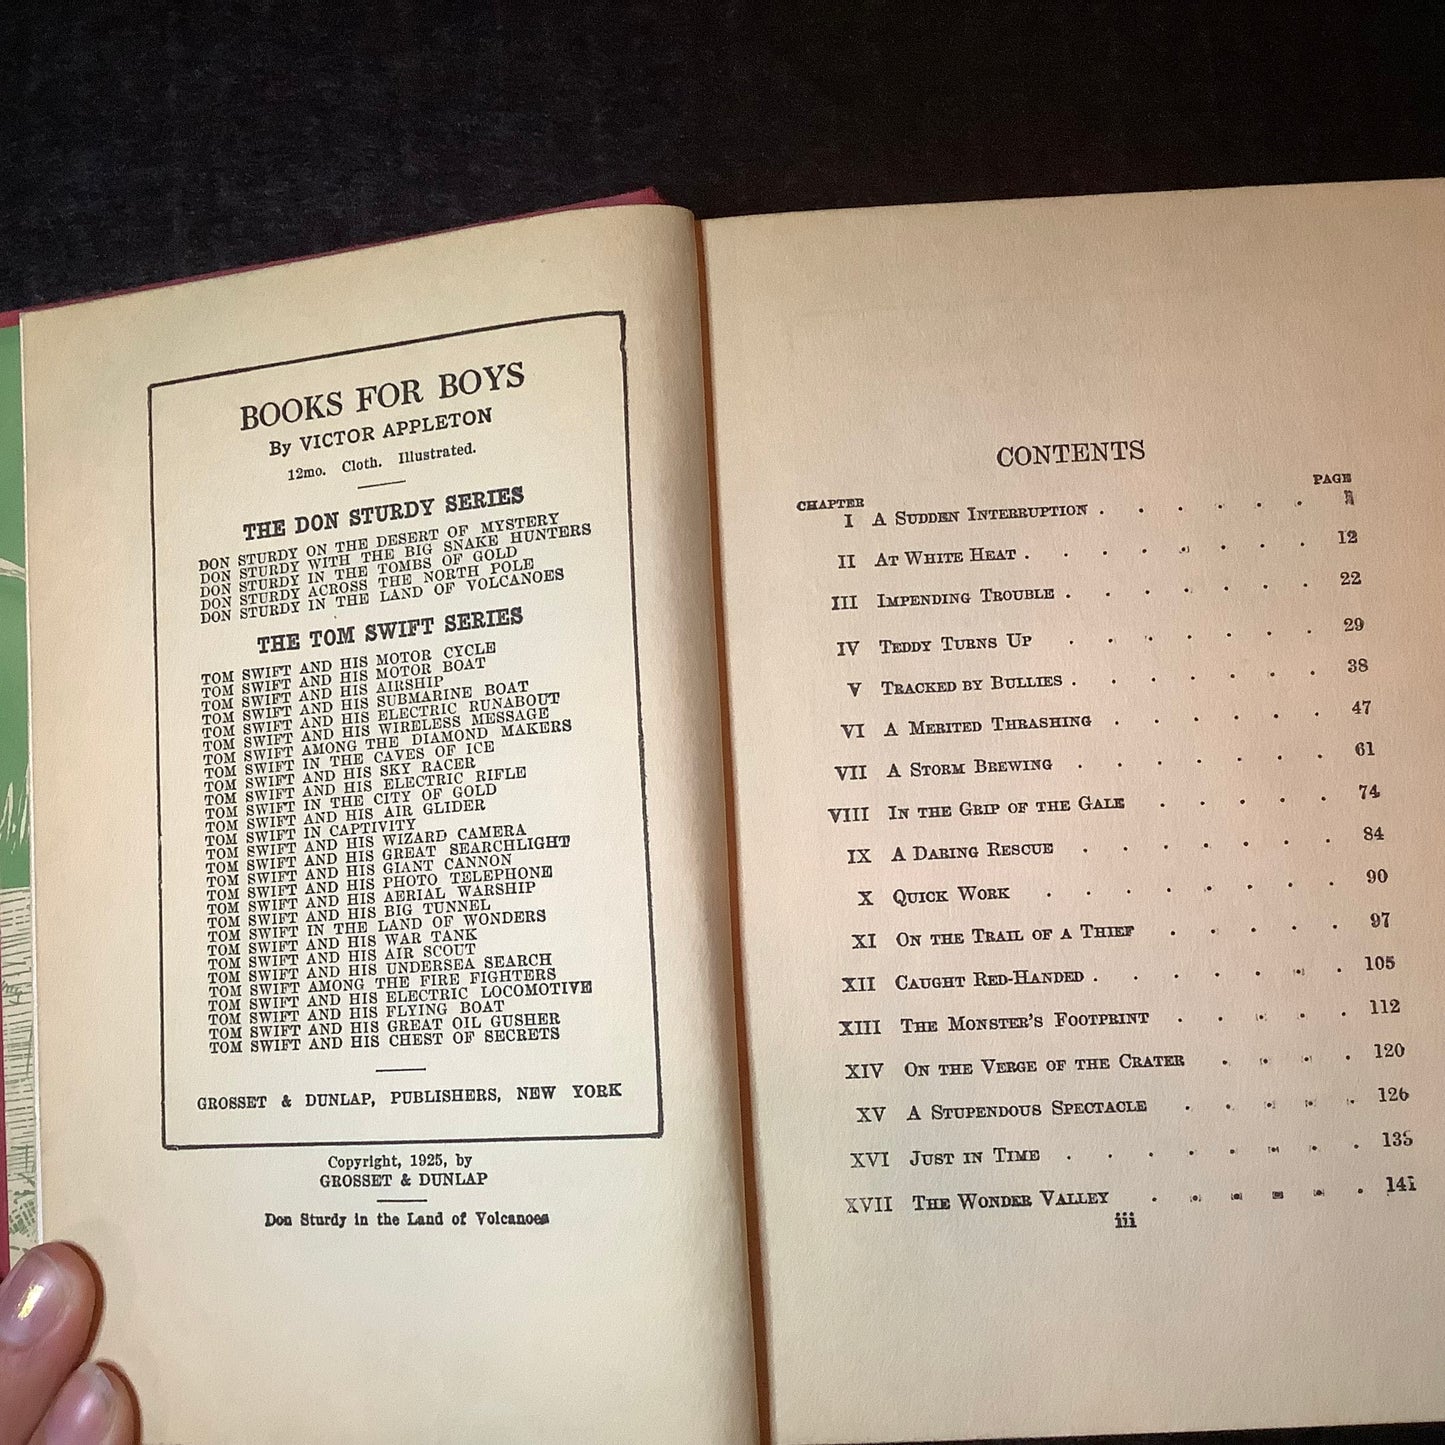 BOOKS FOR BOYS
By VICTOR APPLETON
12mo. Cloth. Illustrated.
THE DON STURDY SERIES
DON STURDY ON THE DESERT OF MYSTERY
DON STURDY WITH THE BIG SNAKE HUNTERS
DON STURDY IN THE TOMBS OF GOLD
DON STURDY ACROSS THE NORTH POLE
DON STURDY IN THE LAND OF VOLCANOES
THE TOM SWIFT SERIES
TOM SWIFT AND HIS MOTOR CYCLE
TOM SWIFT AND HIS MOTOR BOAT
TOM SWIFT AND HIS AIRSHIP
TOM SWIFT AND HIS SUBMARINE BOAT
TOM SWIFT AND HIS ELECTRIC RUNABOUT
TOM SWIFT AND HIS WIRELESS MESSAGE
TOM SWIFT AMONG THE DIAMOND MAKERS
TOM SWIFT IN THE CAVES OF ICE
TOM SWIFT AND HIS SKY RACER
TOM SWIFT AND HIS ELECTRIC RIFLE
TOM SWIFT IN THE CITY OF GOLD
TOM SWIFT AND HIS AIR GLIDER
TOM SWIFT IN CAPTIVITY
TOM SWIFT AND HIS WIZARD CAMERA
TOM SWIFT AND HIS GREAT SEARCHLIGHT
TOM SWIFT AND HIS GIANT CANNON
TOM SWIFT AND HIS PHOTO TELEPHONE
TOM SWIFT AND HIS AERIAL WARSHIP
TOM SWIFT AND HIS BIG TUNNEL
TOM SWIFT IN THE LAND OF WONDERS
TOM SWIFT AND HIS WAR TANK
TOM SWIFT AND HIS AIR SCOUT
TOM SWIFT AND HIS UNDERSEA SEARCH
TOM SWIFT AMONG THE FIRE FIGHTERS
TOM SWIFT AND HIS ELECTRIC LOCOMOTIVE
TOM SWIFT AND HIS FLYING BOAT
TOM SWIFT AND HIS GREAT OIL GUSHER
TOM SWIFT AND HIS CHEST OF SECRETS
GROSSET & DUNLAP, PUBLISHERS, NEW YORK
Copyright, 1925, by
GROSSET & DUNLAP
Don Sturdy in the Land of Volcanoes
CONTENTS
CHAPTER PAGE
I A SUDDEN INTERRUPTION . . . . . .
II AT WHITE HEAT . . . . . . . . 12
III IMPENDING TROUBLE . . . . . . . 22
IV TEDDY TURNS UP . . . . . . . 29
V TRACKED BY BULLIES . . . . . . . 38
VI A MERITED THRASHING . . . . . . 47
VII A STORM BREWING . . . . . . . 61
VIII IN THE GRIP OF THE GALE . . . . . 74
IX A DARING RESCUE . . . . . . . 84
X QUICK WORK . . . . . . . . 90
XI ON THE TRAIL OF A THIEF . . . . . 97
XII CAUGHT RED-HANDED . . . . . . . 105
XIII THE MONSTER'S FOOTPRINT . . . . . 112
XIV ON THE VERGE OF THE CRATER . . . . 120
XV A STUPENDOUS SPECTACLE . . . . . 126
XVI JUST IN TIME . . . . . . . . 135
XVII THE WONDER VALLEY . . . . . . 141
iii